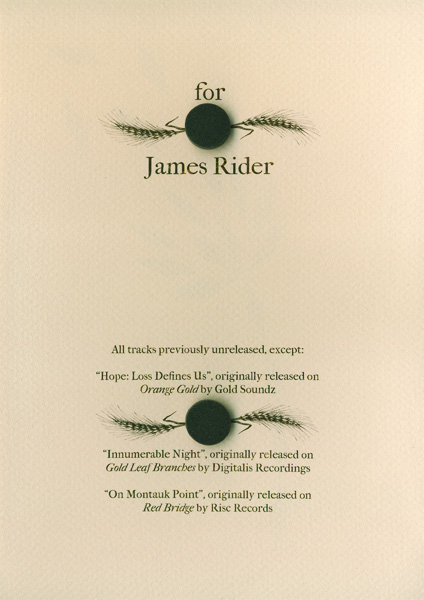 for
James Rider
All tracks previously unreleased, except:
“Hope: Loss Defines Us”, originally released on
Orange Gold by Gold Soundz
“Innumerable Night”, originally released on
Gold Leaf Branches by Digitalis Recordings
“On Montauk Point”, originally released on
Red Bridge by Risc Records